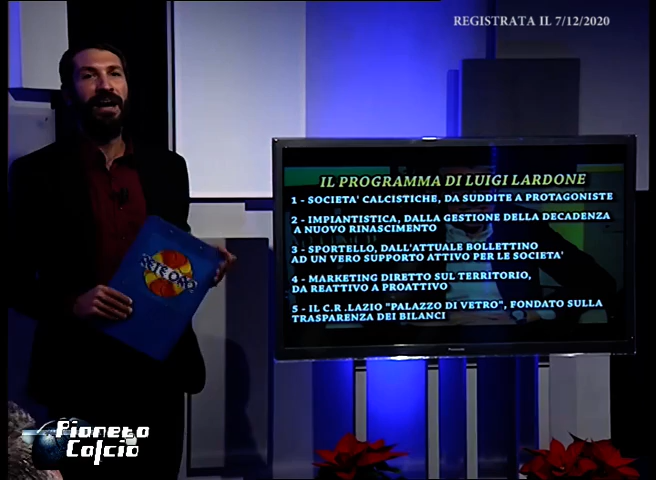 REGISTRATA IL 7/12/2020
IL PROGRAMMA DI LUIGI LARDONE
1 - SOCIETA' CALCISTICHE, DA SUDDITE A PROTAGONISTE
2 - IMPIANTISTICA, DALLA GESTIONE DELLA DECADENZA
A NUOVO RINASCIMENTO
3 - SPORTELLO, DALL'ATTUALE BOLLETTINO
AD UN VERO SUPPORTO ATTIVO PER LE SOCIETA'
4 - MARKETING DIRETTO SUL TERRITORIO,
DA REATTIVO A PROATTIVO
5 - IL C.R .LAZIO "PALAZZO DI VETRO", FONDATO SULLA
TRASPARENZA DEI BILANCI
RETE ORO
Panasonic
Pianeta
Calcio